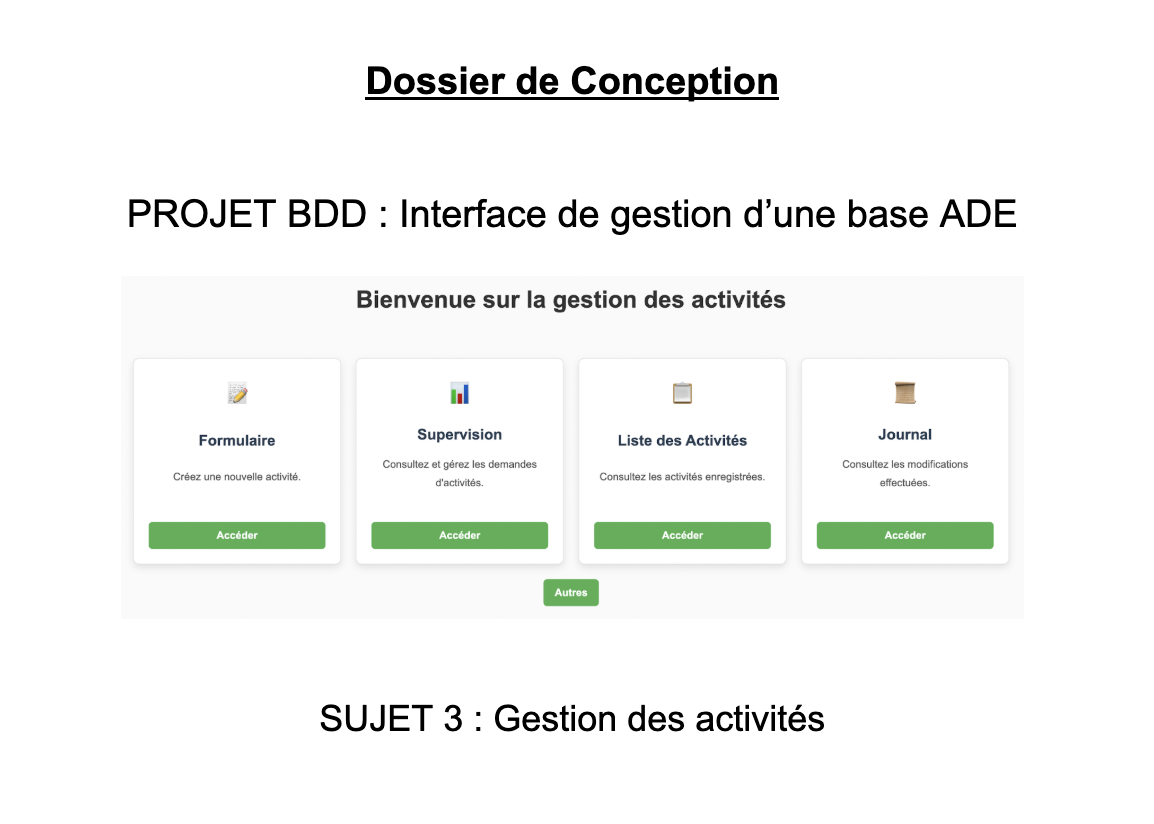 Dossier de Conception
PROJET BDD : Interface de gestion d’une base ADE
Bienvenue sur la gestion des activités
Formulaire
Créez une nouvelle activité.
Accéder
Supervision
Consultez et gérez les demandes
d'activités.
Accéder
Liste des Activités
Consultez les activités enregistrées.
Accéder
Journal
Consultez les modifications
effectuées.
Accéder
Autres
SUJET 3 : Gestion des activités